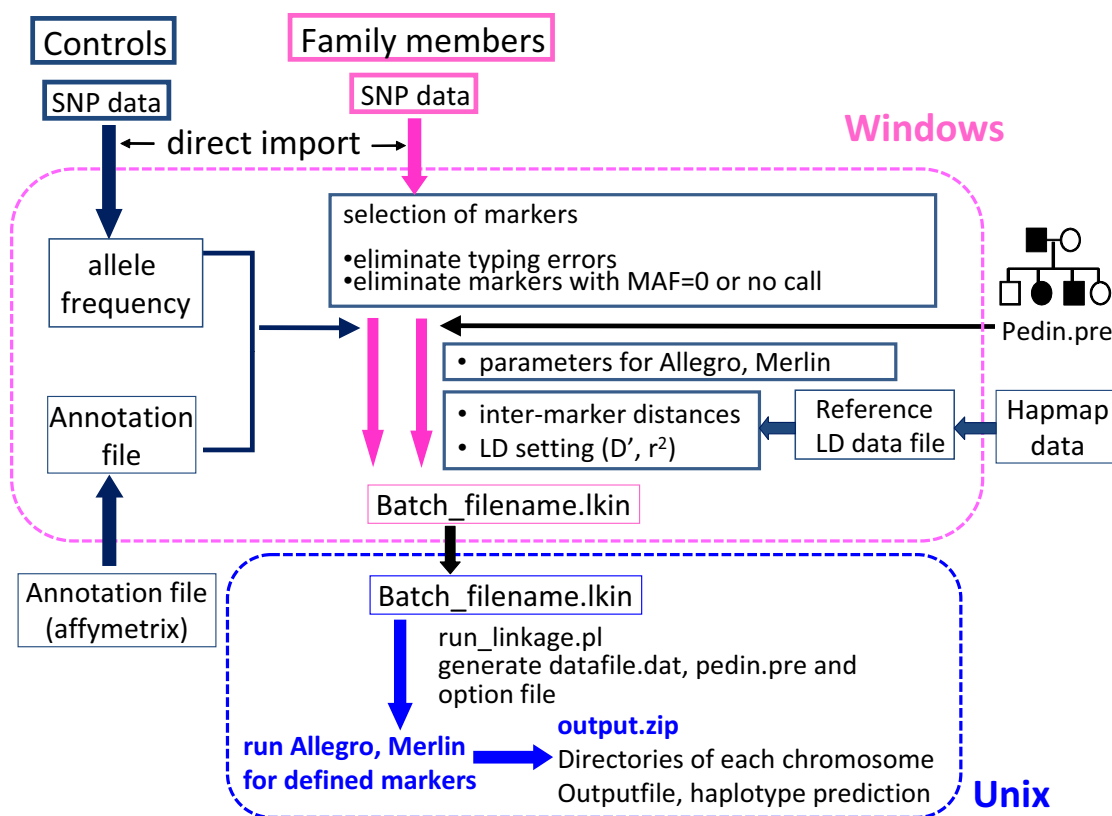 Controls
Family members
SNP data
SNP data
direct import
Windows
selection of markers
•eliminate typing errors
•eliminate markers with MAF=0 or no call
allele
frequency
Pedin.pre
• parameters for Allegro, Merlin
Annotation
file
• inter-marker distances
• LD setting (D’, r²)
Reference
LD data file
Hapmap
data
Batch_filename.lkin
Annotation file
(affymetrix)
Batch_filename.lkin
run_linkage.pl
generate datafile.dat, pedin.pre and
option file
run Allegro, Merlin
for defined markers
output.zip
Directories of each chromosome
Outputfile, haplotype prediction
Unix